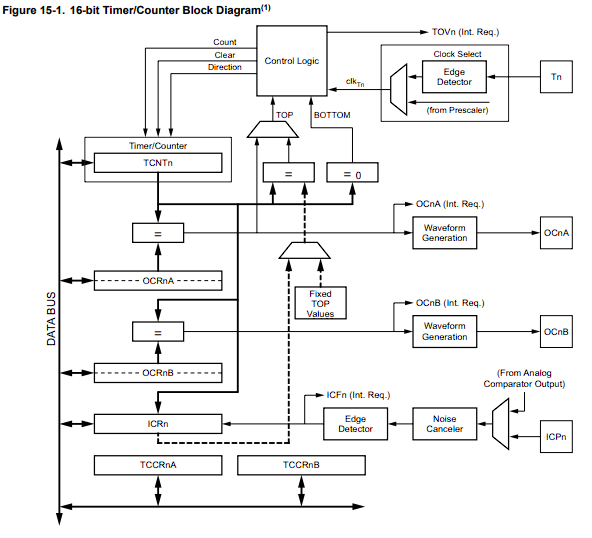 Figure 15-1. 16-bit Timer/Counter Block Diagram(1)
Count
Clear
Direction
Control Logic
TOVn (Int. Req.)
Clock Select
clkTn
Edge
Detector
Tn
(from Prescaler)
TOP
BOTTOM
Timer/Counter
TCNTn
=
= 0
=
OCnA (Int. Req.)
Waveform
Generation
OCnA
OCRnA
Fixed
TOP
Values
DATA BUS
=
OCnB (Int. Req.)
Waveform
Generation
OCnB
OCRnB
(From Analog
Comparator Output)
ICFn (Int. Req.)
ICRn
Edge
Detector
Noise
Canceler
ICPn
TCCRnA
TCCRnB